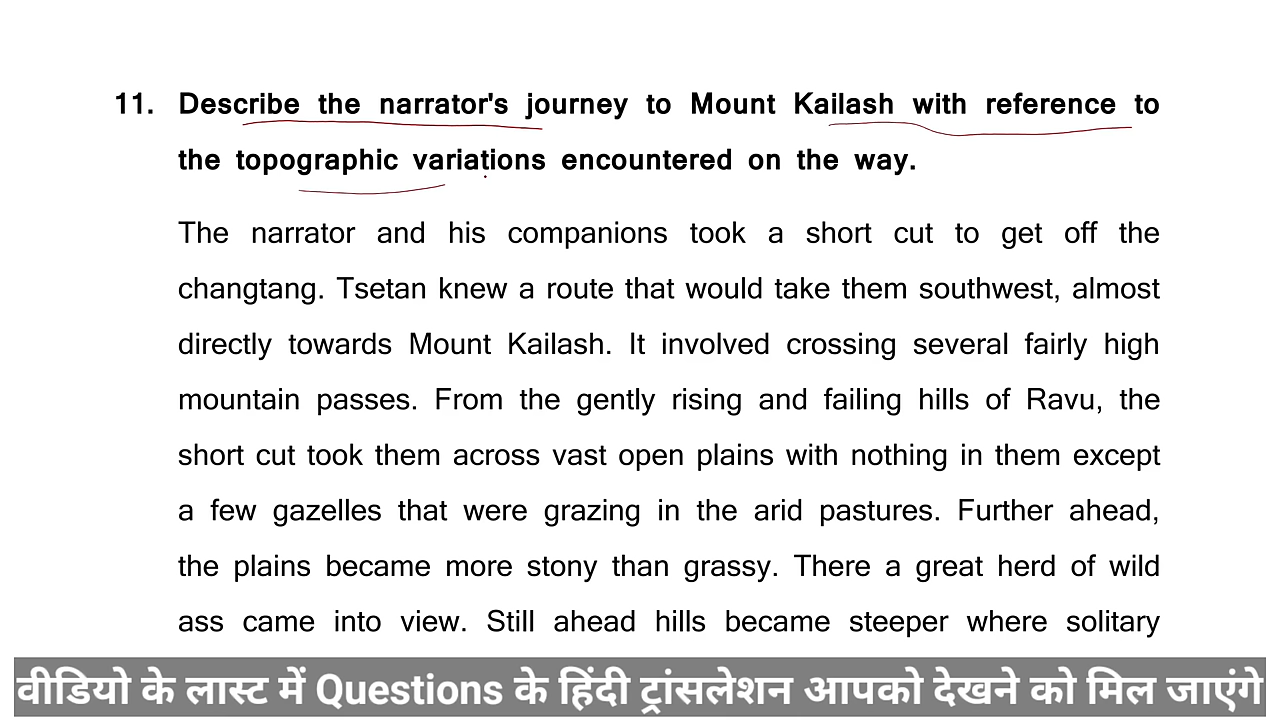 11. Describe the narrator's journey to Mount Kailash with reference to
the topographic variations encountered on the way.
The narrator and his companions took a short cut to get off the
changtang. Tsetan knew a route that would take them southwest, almost
directly towards Mount Kailash. It involved crossing several fairly high
mountain passes. From the gently rising and failing hills of Ravu, the
short cut took them across vast open plains with nothing in them except
a few gazelles that were grazing in the arid pastures. Further ahead,
the plains became more stony than grassy. There a great herd of wild
ass came into view. Still ahead hills became steeper where solitary
वीडियो के लास्ट में Questions के हिंदी ट्रांसलेशन आपको देखने को मिल जाएंगे